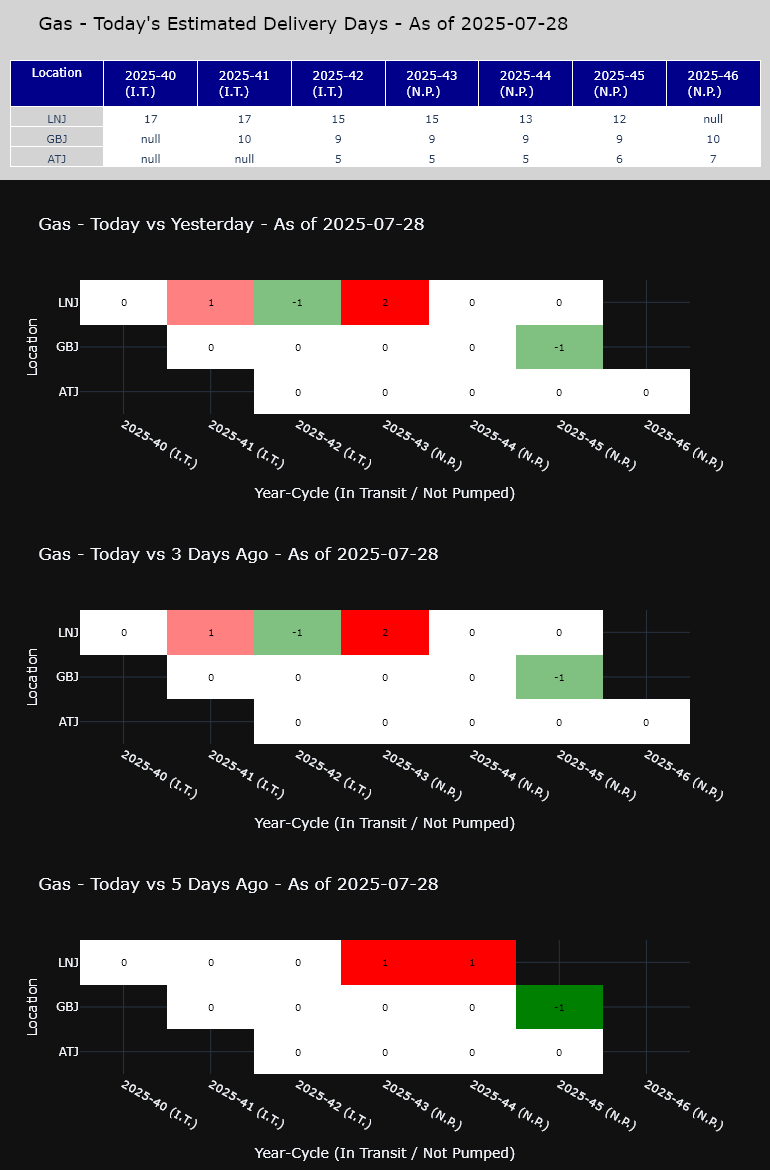 Gas - Today's Estimated Delivery Days - As of 2025-07-28
Location 2025-40 (I.T.) 2025-41 (I.T.) 2025-42 (I.T.) 2025-43 (N.P.) 2025-44 (N.P.) 2025-45 (N.P.) 2025-46 (N.P.)
LNJ 17 17 15 15 13 12 null
GBJ null 10 9 9 9 9 10
ATJ null null 5 5 5 6 7
Gas - Today vs Yesterday - As of 2025-07-28
Location
LNJ 0 1 -1 2 0 0
GBJ 0 0 0 0 -1
ATJ 0 0 0 0 0
2025-40 (I.T.) 2025-41 (I.T.) 2025-42 (I.T.) 2025-43 (N.P.) 2025-44 (N.P.) 2025-45 (N.P.) 2025-46 (N.P.)
Year-Cycle (In Transit / Not Pumped)
Gas - Today vs 3 Days Ago - As of 2025-07-28
Location
LNJ 0 1 -1 2 0 0
GBJ 0 0 0 0 -1
ATJ 0 0 0 0 0
2025-40 (I.T.) 2025-41 (I.T.) 2025-42 (I.T.) 2025-43 (N.P.) 2025-44 (N.P.) 2025-45 (N.P.) 2025-46 (N.P.)
Year-Cycle (In Transit / Not Pumped)
Gas - Today vs 5 Days Ago - As of 2025-07-28
Location
LNJ 0 0 0 1 1
GBJ 0 0 0 0 -1
ATJ 0 0 0 0
2025-40 (I.T.) 2025-41 (I.T.) 2025-42 (I.T.) 2025-43 (N.P.) 2025-44 (N.P.) 2025-45 (N.P.) 2025-46 (N.P.)
Year-Cycle (In Transit / Not Pumped)